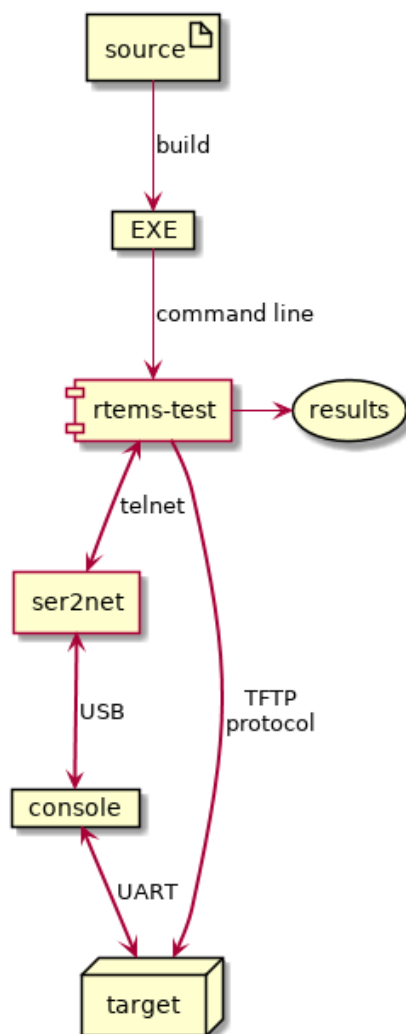 source
build
EXE
command line
rtems-test
results
telnet
ser2net
USB
TFTP
protocol
console
UART
target